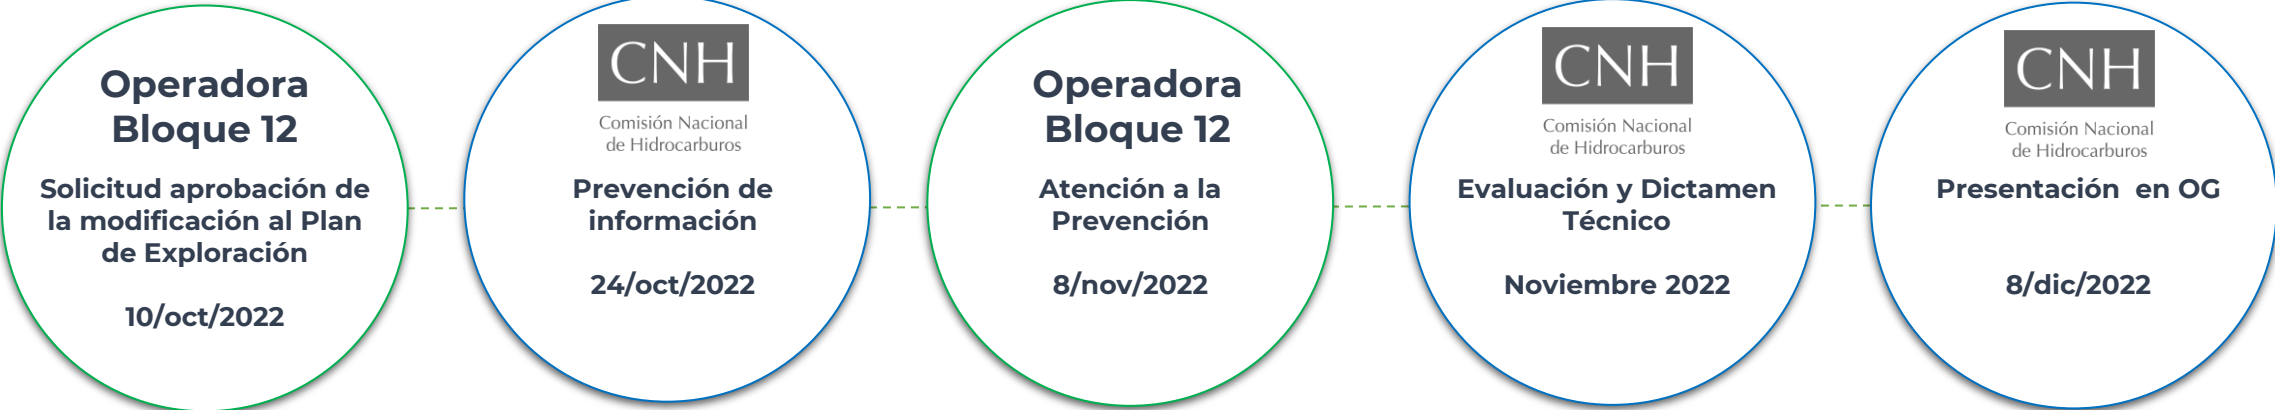 Operadora
Bloque 12
Solicitud aprobación de
la modificación al Plan
de Exploración
10/oct/2022
CNH
Comisión Nacional
de Hidrocarburos
Prevención de
información
24/oct/2022
Operadora
Bloque 12
Atención a la
Prevención
8/nov/2022
CNH
Comisión Nacional
de Hidrocarburos
Evaluación y Dictamen
Técnico
Noviembre 2022
CNH
Comisión Nacional
de Hidrocarburos
Presentación en OG
8/dic/2022